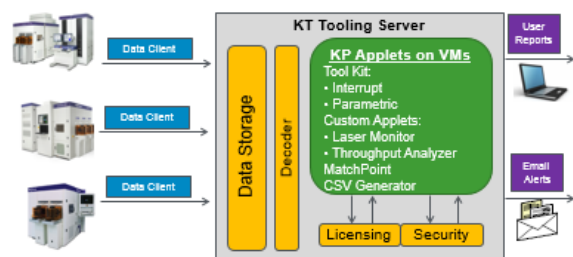 KT Tooling Server
Data Client
Data Client
Data Client
Data Storage
Decoder
KP Applets on VMs
Tool Kit:
• Interrupt
• Parametric
Custom Applets:
• Laser Monitor
• Throughput Analyzer
MatchPoint
CSV Generator
Licensing
Security
User
Reports
Email
Alerts